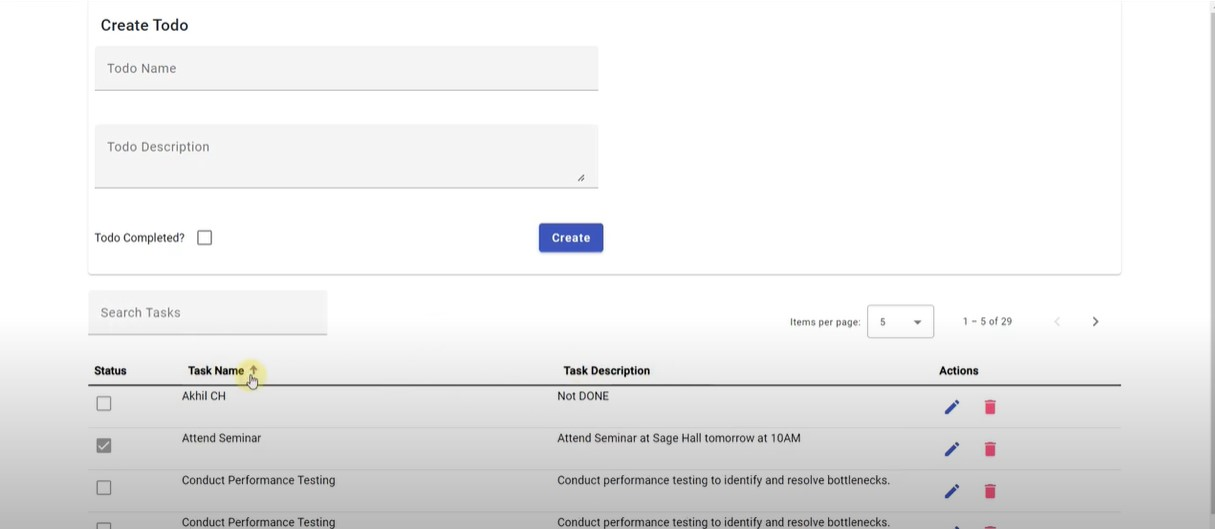 Create Todo
Todo Name
Todo Description
Todo Completed?
Create
Search Tasks
Items per page: 5 1 – 5 of 29
Status Task Name Task Description Actions
Akhil CH Not DONE
Attend Seminar Attend Seminar at Sage Hall tomorrow at 10AM
Conduct Performance Testing Conduct performance testing to identify and resolve bottlenecks.
Conduct Performance Testing Conduct performance testing to identify and resolve bottlenecks.